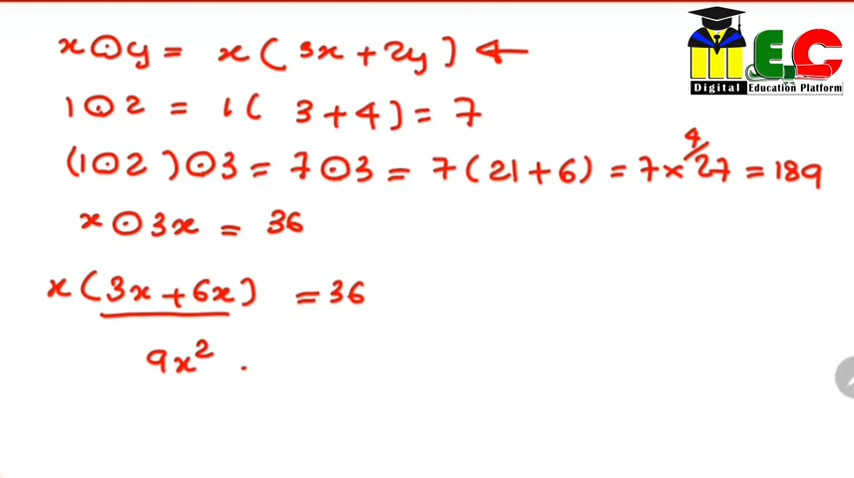 x⊙y = x(3x+2y) ←
1⊙2 = 1(3+4) = 7
(1⊙2)⊙3 = 7⊙3 = 7(21+6) = 7×27 = 189
4
x⊙3x = 36
x(3x+6x) = 36
9x² .
MEC
Digital Education Platform